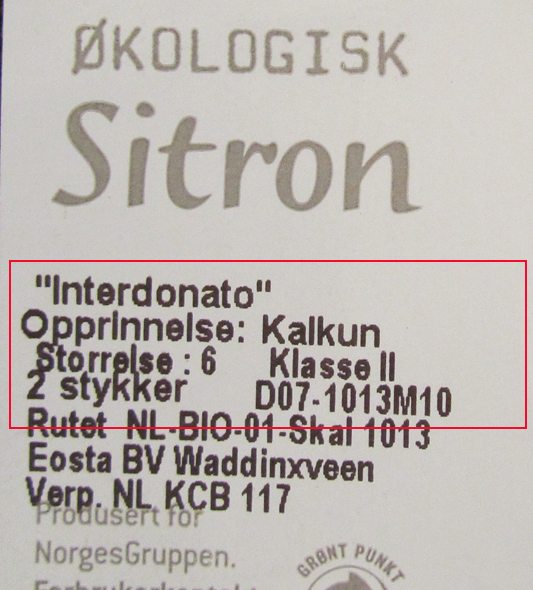 ØKOLOGISK
Sitron
"Interdonato"
OpprInnelse: Kalkun
Storrelse : 6 Klasse II
2 stykker D07-1013M10
Rutet NL-BIO-01-Skal 1013
Eosta BV Waddinxveen
Verp. NL KCB 117
Produsert for
NorgesGruppen.
GRØNT PUNKT